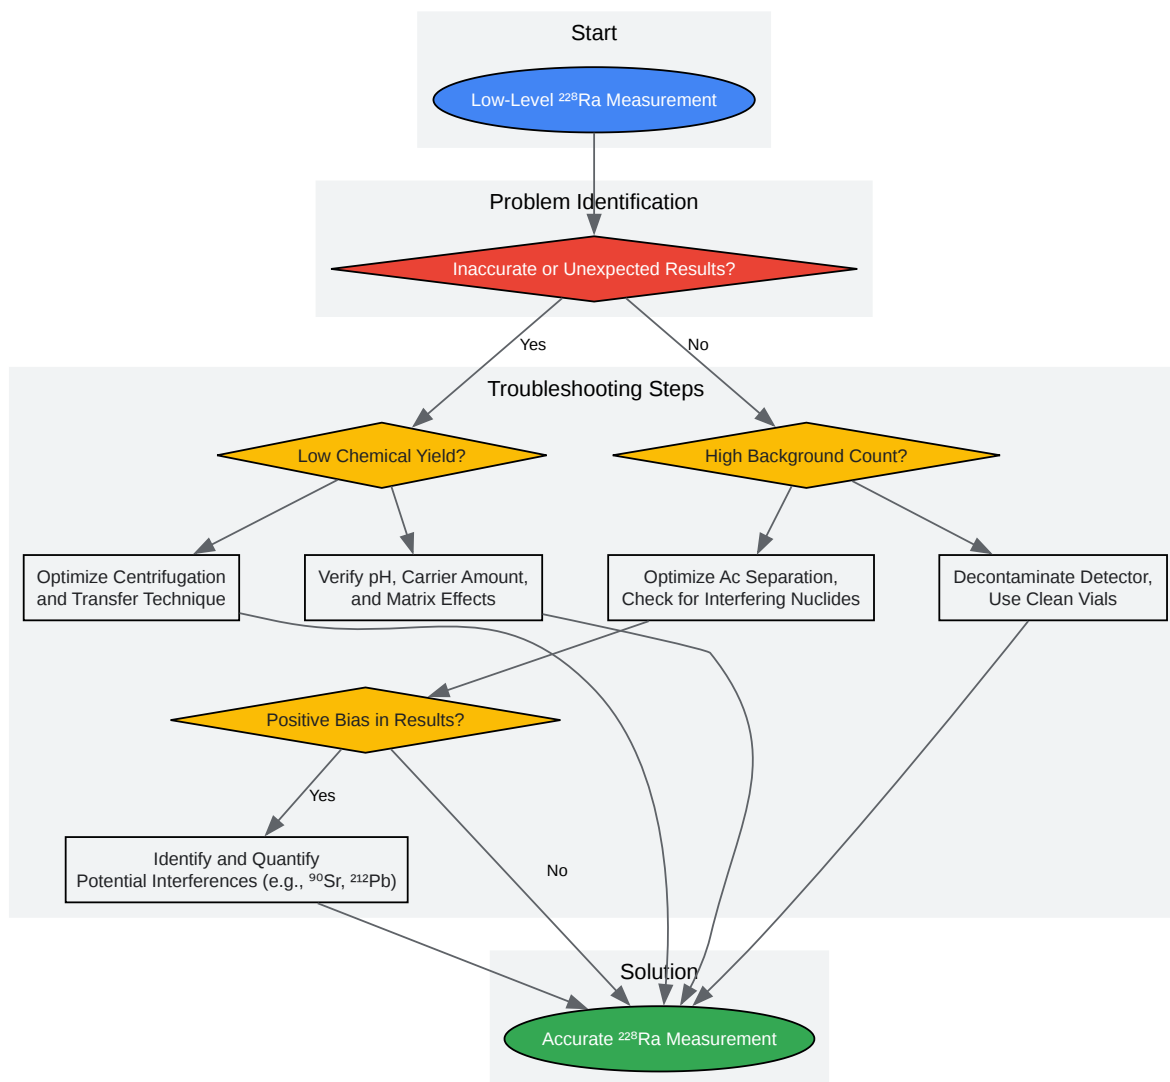 Start
Low-Level ²²⁸Ra Measurement
Problem Identification
Inaccurate or Unexpected Results?
Yes
No
Troubleshooting Steps
Low Chemical Yield?
High Background Count?
Optimize Centrifugation
and Transfer Technique
Verify pH, Carrier Amount,
and Matrix Effects
Optimize Ac Separation,
Check for Interfering Nuclides
Decontaminate Detector,
Use Clean Vials
Positive Bias in Results?
Yes
Identify and Quantify
Potential Interferences (e.g., ⁹⁰Sr, ²¹²Pb)
No
Solution
Accurate ²²⁸Ra Measurement